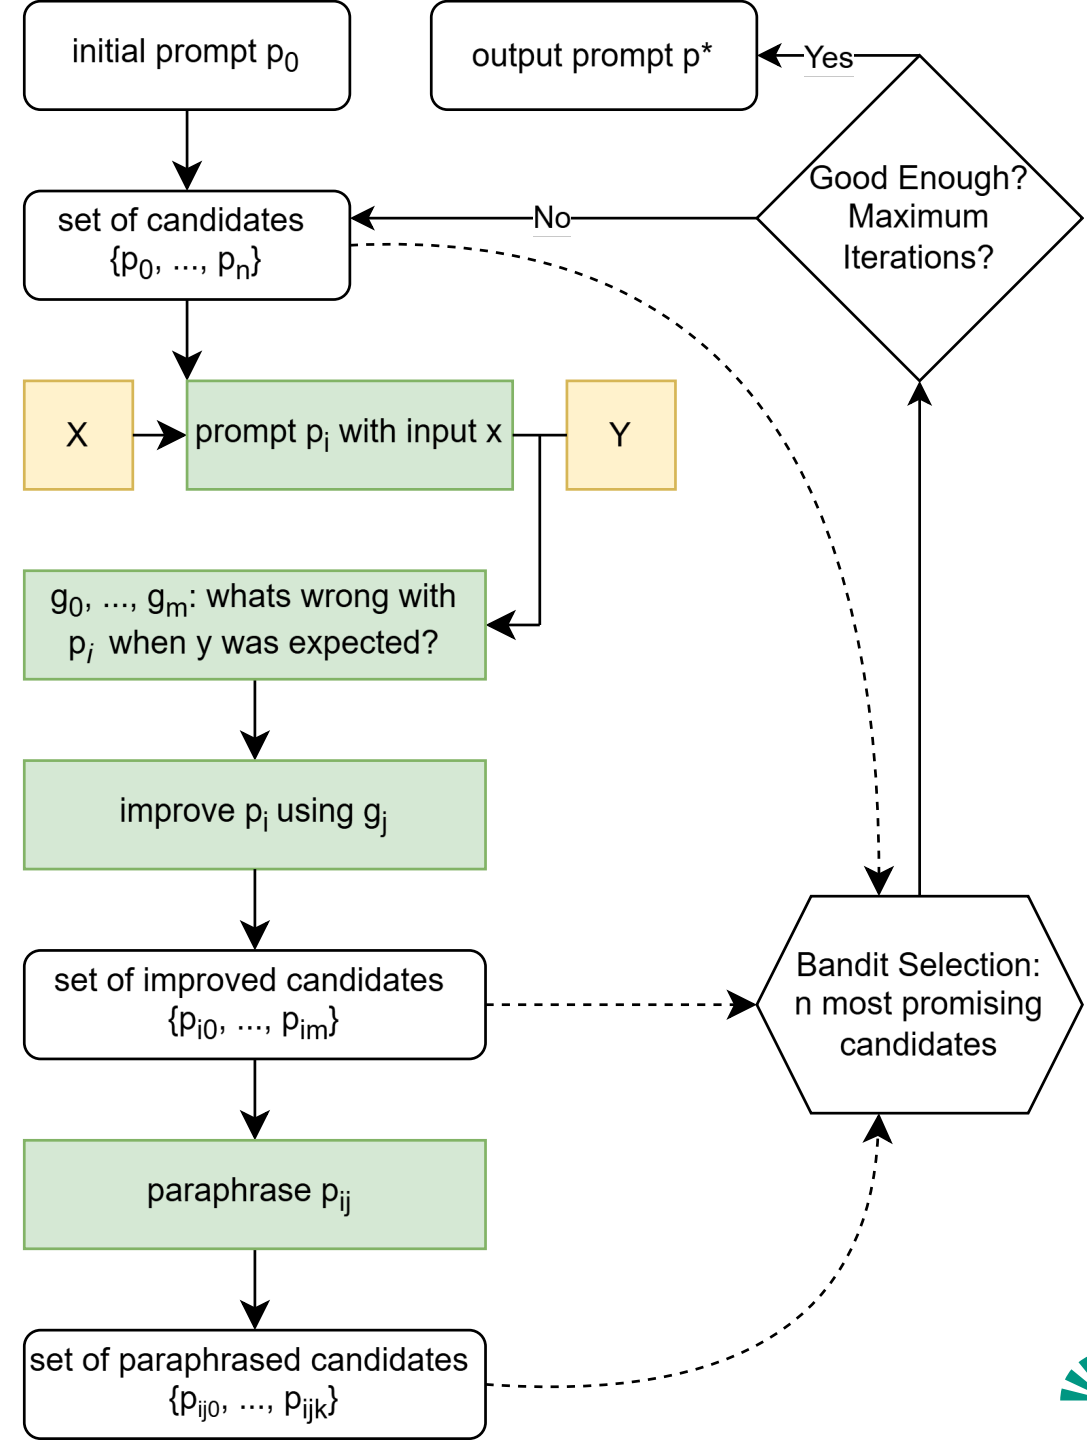 initial prompt p₀
output prompt p*
Yes
Good Enough?
Maximum
Iterations?
set of candidates
{p₀, ..., pₙ}
No
X
prompt pᵢ with input x
Y
g₀, ..., gₘ: whats wrong with
pᵢ when y was expected?
improve pᵢ using gⱼ
set of improved candidates
{pᵢ₀, ..., pᵢₘ}
Bandit Selection:
n most promising
candidates
paraphrase pᵢⱼ
set of paraphrased candidates
{pᵢⱼ₀, ..., pᵢⱼₖ}